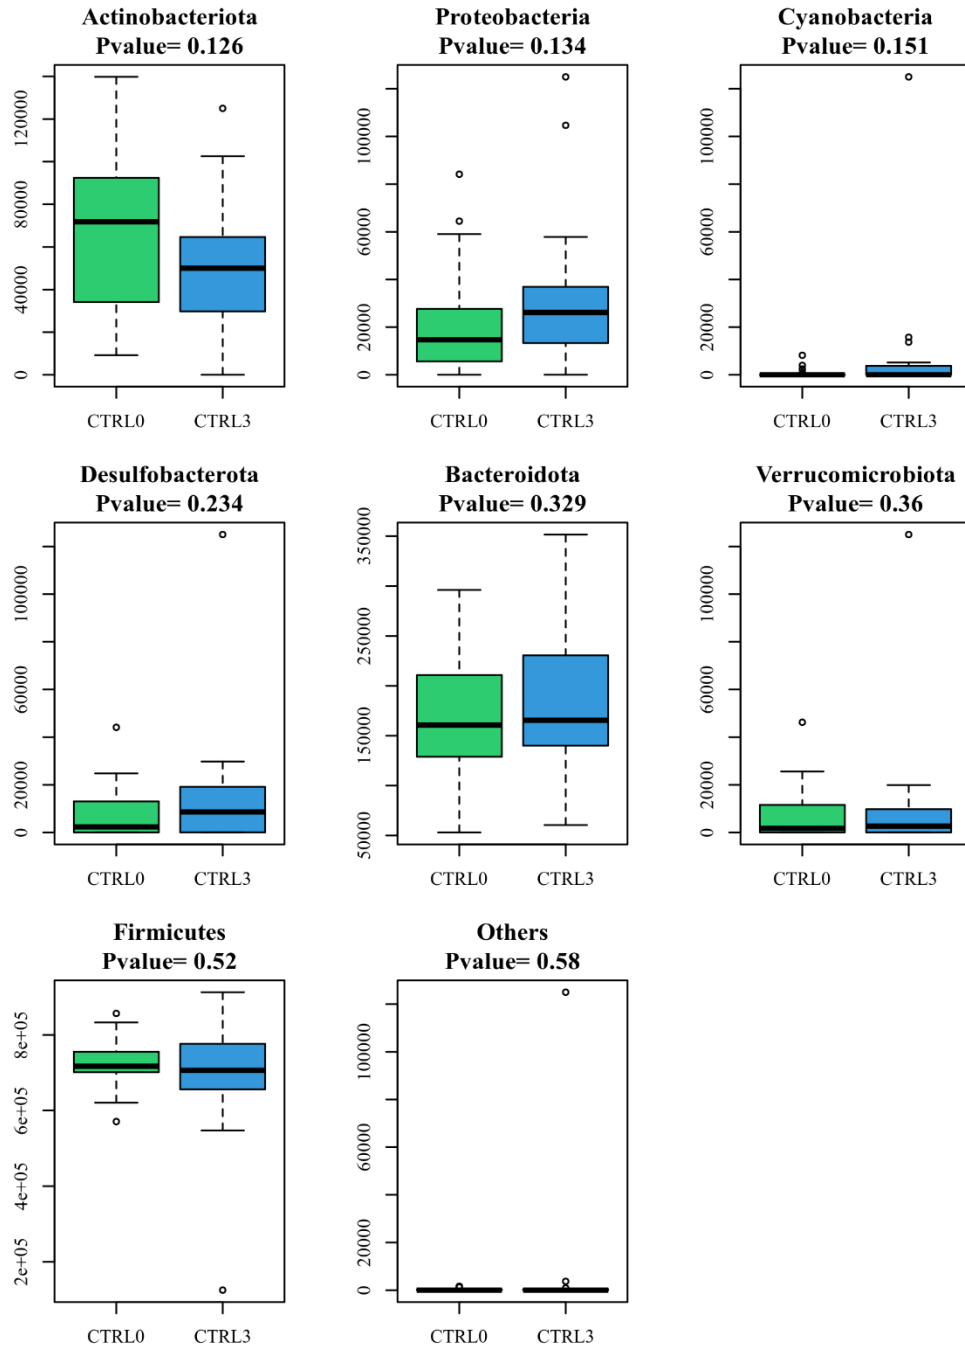 Actinobacteriota
Pvalue= 0.126
120000
80000
40000
0
CTRL0 CTRL3
Proteobacteria
Pvalue= 0.134
100000
60000
20000
0
CTRL0 CTRL3
Cyanobacteria
Pvalue= 0.151
100000
60000
20000
0
CTRL0 CTRL3
Desulfobacterota
Pvalue= 0.234
100000
60000
20000
0
CTRL0 CTRL3
Bacteroidota
Pvalue= 0.329
350000
250000
150000
50000
CTRL0 CTRL3
Verrucomicrobiota
Pvalue= 0.36
100000
60000
20000
0
CTRL0 CTRL3
Firmicutes
Pvalue= 0.52
8e+05
6e+05
4e+05
2e+05
CTRL0 CTRL3
Others
Pvalue= 0.58
100000
60000
20000
0
CTRL0 CTRL3